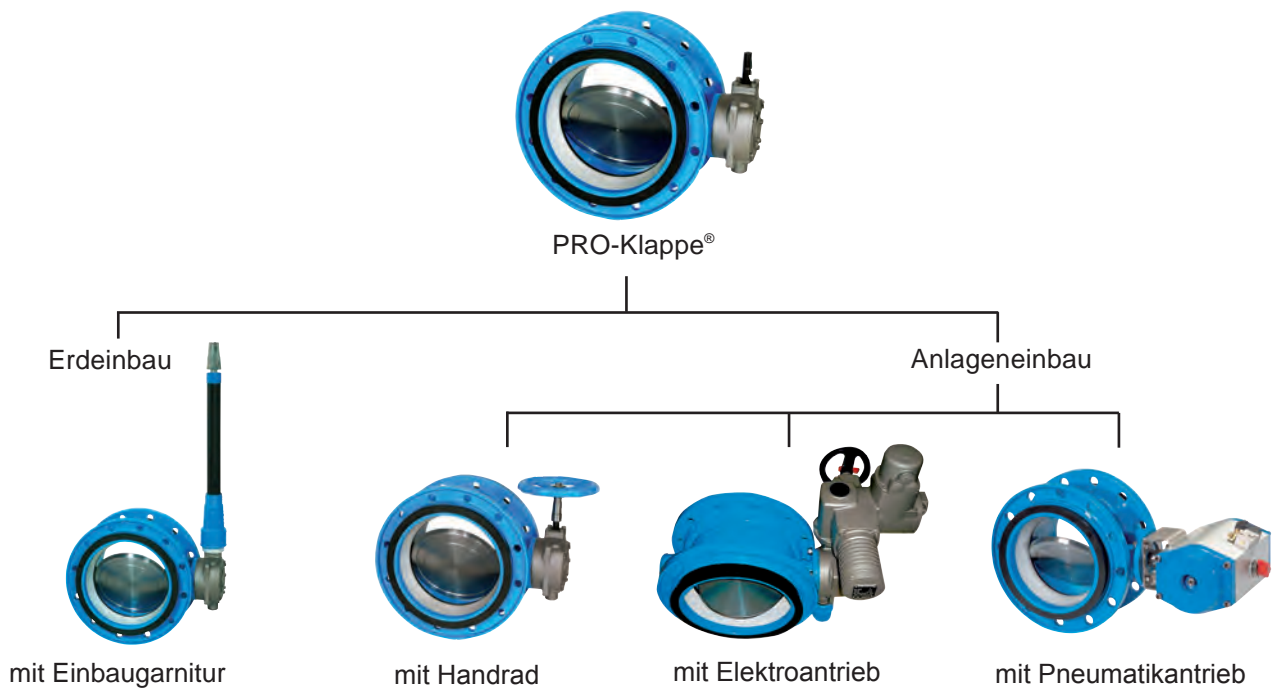 PRO-Klappe®
Erdeinbau
Anlageneinbau
mit Einbaugarnitur
mit Handrad
mit Elektroantrieb
mit Pneumatikantrieb